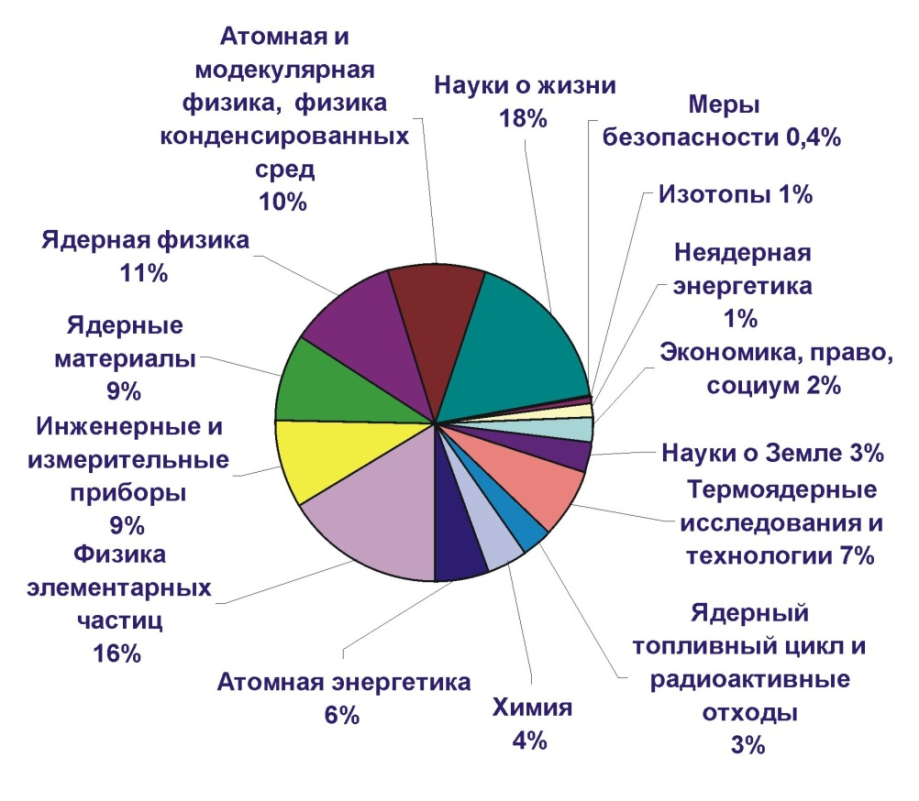 Атомная и
модекулярная
физика, физика
конденсированных
сред
10%
Науки о жизни
18%
Меры
безопасности 0,4%
Изотопы 1%
Неядерная
энергетика
1%
Экономика, право,
социум 2%
Науки о Земле 3%
Термоядерные
исследования и
технологии 7%
Ядерный
топливный цикл и
радиоактивные
отходы
3%
Химия
4%
Атомная энергетика
6%
Физика
элементарных
частиц
16%
Инженерные и
измерительные
приборы
9%
Ядерные
материалы
9%
Ядерная физика
11%